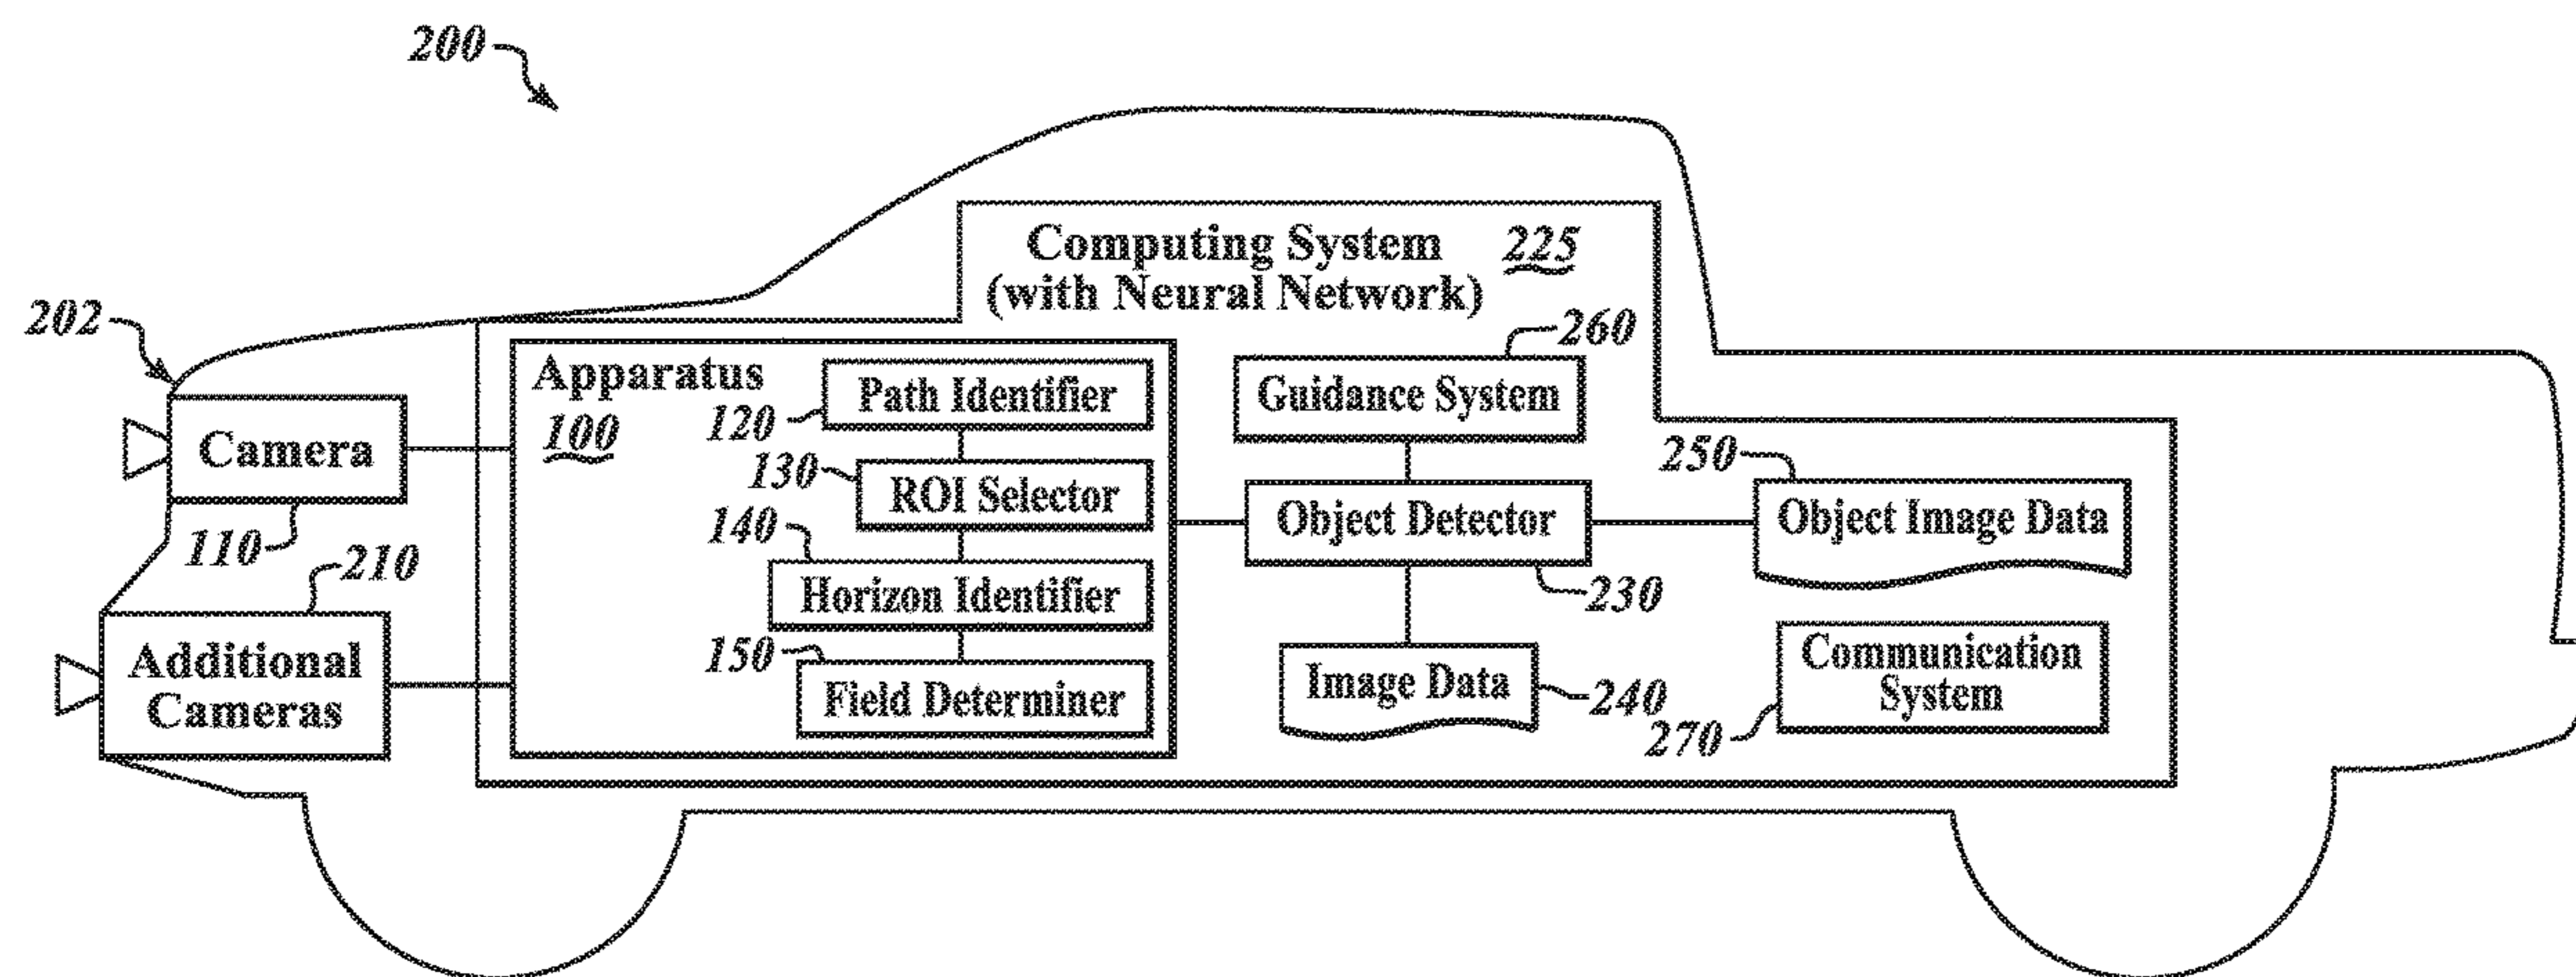 200
202
Computing System
(with Neural Network)
225
Apparatus
100
Path Identifier
120
Guidance System
260
Camera
110
130
ROI Selector
Object Detector
230
250
Object Image Data
140
Horizon Identifier
210
Additional
Cameras
150
Field Determiner
Image Data
240
Communication
System
270